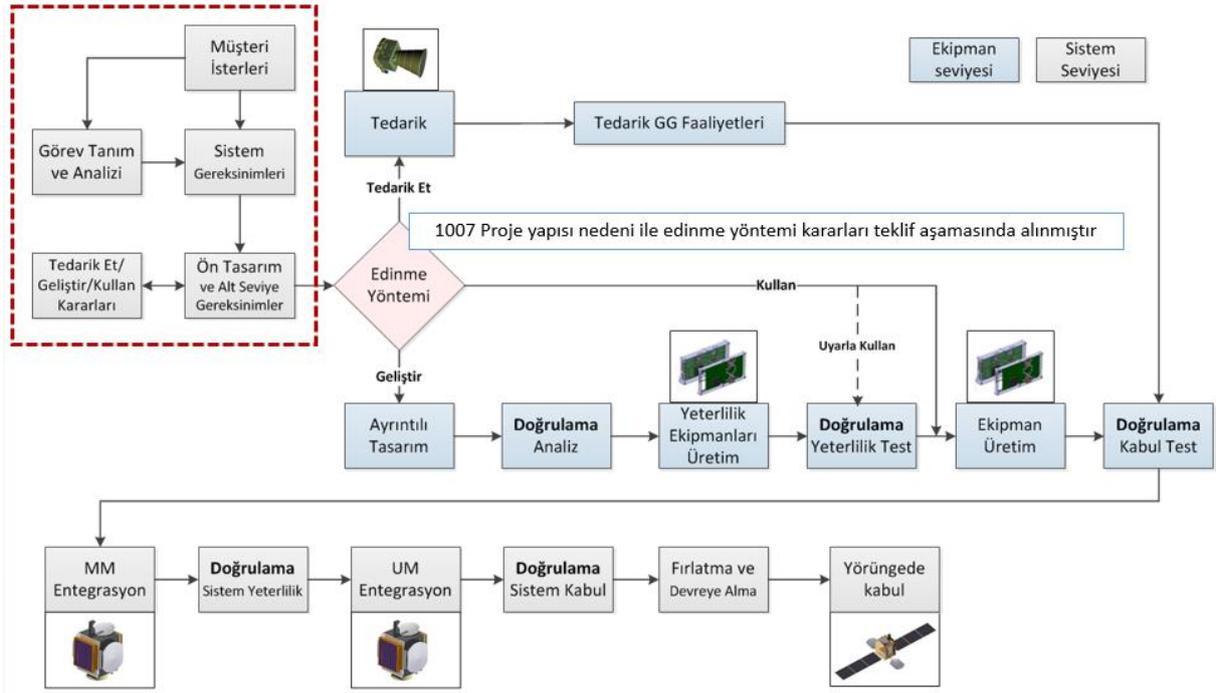 Müşteri
İsterleri
Ekipman
seviyesi
Sistem
Seviyesi
Tedarik
Tedarik GG Faaliyetleri
Görev Tanım
ve Analizi
Sistem
Gereksinimleri
Tedarik Et
1007 Proje yapısı nedeni ile edinme yöntemi kararları teklif aşamasında alınmıştır
Tedarik Et/
Geliştir/Kullan
Kararları
Ön Tasarım
ve Alt Seviye
Gereksinimler
Edinme
Yöntemi
Kullan
Uyarla Kullan
Geliştir
Ayrıntılı
Tasarım
Doğrulama
Analiz
Yeterlilik
Ekipmanları
Üretim
Doğrulama
Yeterlilik Test
Ekipman
Üretim
Doğrulama
Kabul Test
MM
Entegrasyon
Doğrulama
Sistem Yeterlilik
UM
Entegrasyon
Doğrulama
Sistem Kabul
Fırlatma ve
Devreye Alma
Yörüngede
kabul